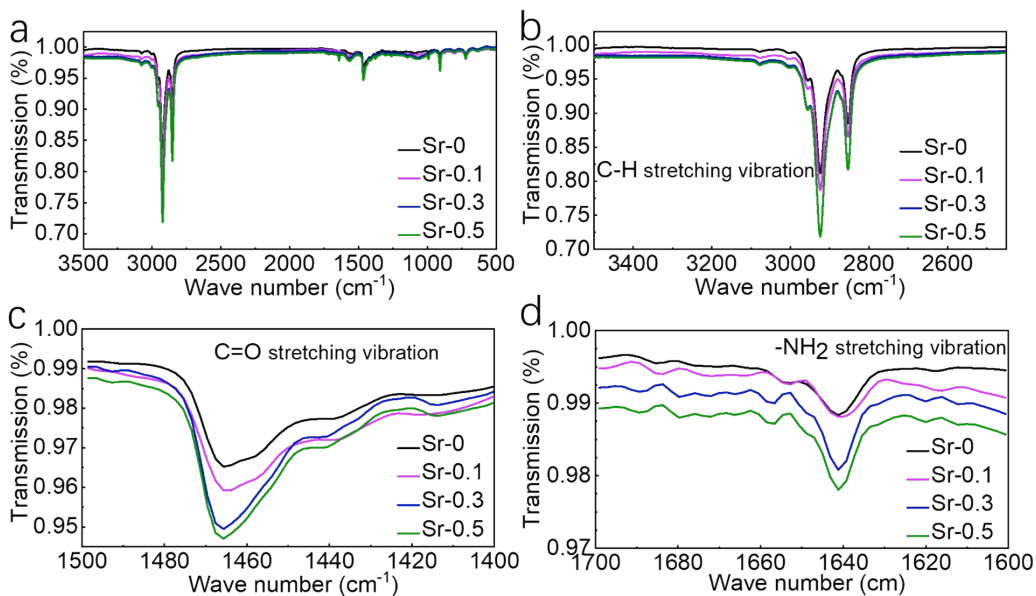 a
1.00
0.95
0.90
0.85
0.80
0.75
0.70
Transmission (%)
Sr-0
Sr-0.1
Sr-0.3
Sr-0.5
3500 3000 2500 2000 1500 1000 500
Wave number (cm-1)
b
1.00
0.95
0.90
0.85
0.80
0.75
0.70
Transmission (%)
C-H stretching vibration
Sr-0
Sr-0.1
Sr-0.3
Sr-0.5
3400 3200 3000 2800 2600
Wave number (cm-1)
c
1.00
0.99
0.98
0.97
0.96
0.95
Transmission (%)
C=O stretching vibration
Sr-0
Sr-0.1
Sr-0.3
Sr-0.5
1500 1480 1460 1440 1420 1400
Wave number (cm-1)
d
1.00
0.99
0.98
0.97
Transmission (%)
-NH2 stretching vibration
Sr-0
Sr-0.1
Sr-0.3
Sr-0.5
1700 1680 1660 1640 1620 1600
Wave number (cm)